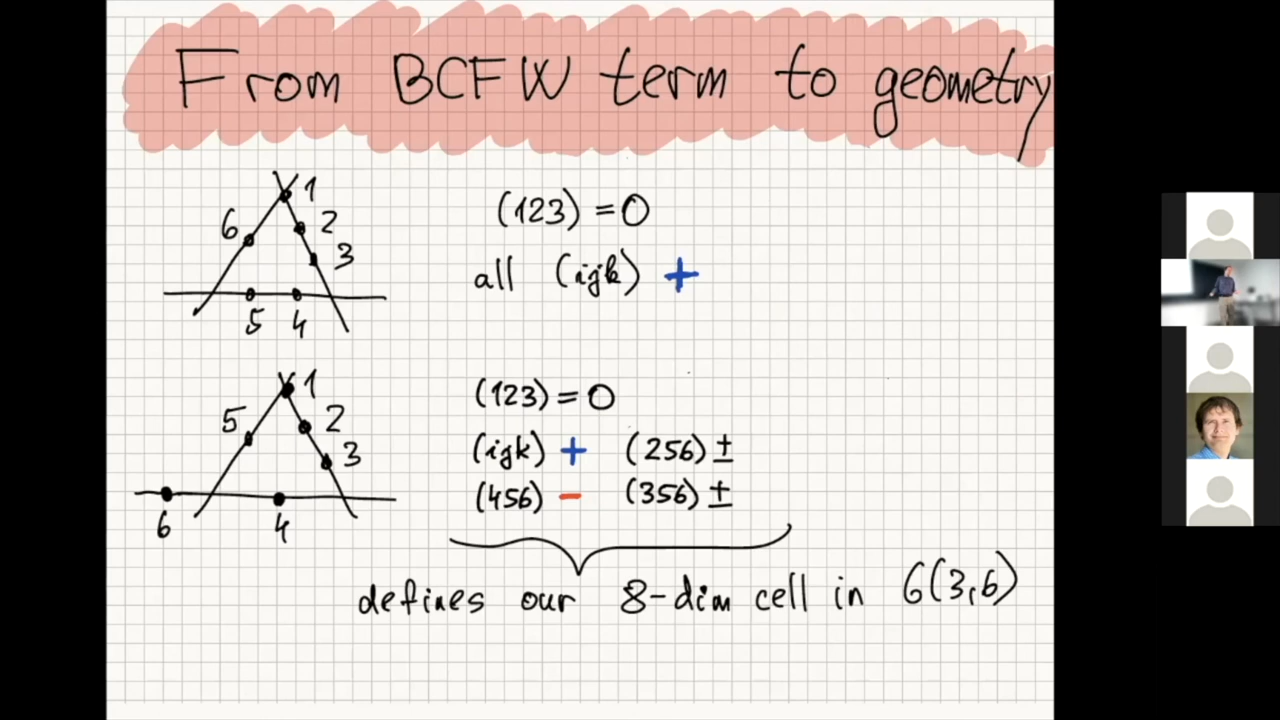 From BCFW term to geometry
1
6
2
3
5 4
(123) = 0
all (ijk) +
1
5
2
3
6
4
(123) = 0
(ijk) + (256) ±
(456) - (356) ±
defines our 8-dim cell in G(3,6)